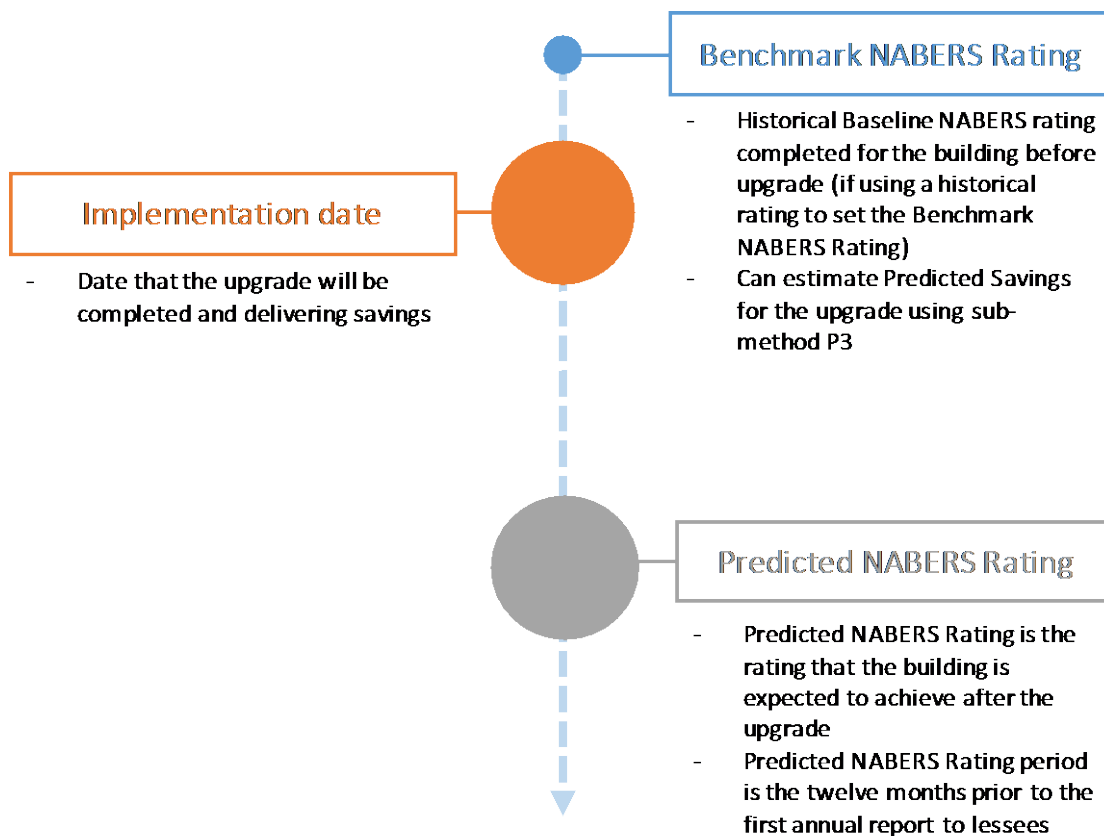 Benchmark NABERS Rating
- Historical Baseline NABERS rating
completed for the building before
upgrade (if using a historical
rating to set the Benchmark
NABERS Rating)
- Can estimate Predicted Savings
for the upgrade using sub-
method P3
Implementation date
- Date that the upgrade will be
completed and delivering savings
Predicted NABERS Rating
- Predicted NABERS Rating is the
rating that the building is
expected to achieve after the
upgrade
- Predicted NABERS Rating period
is the twelve months prior to the
first annual report to lessees